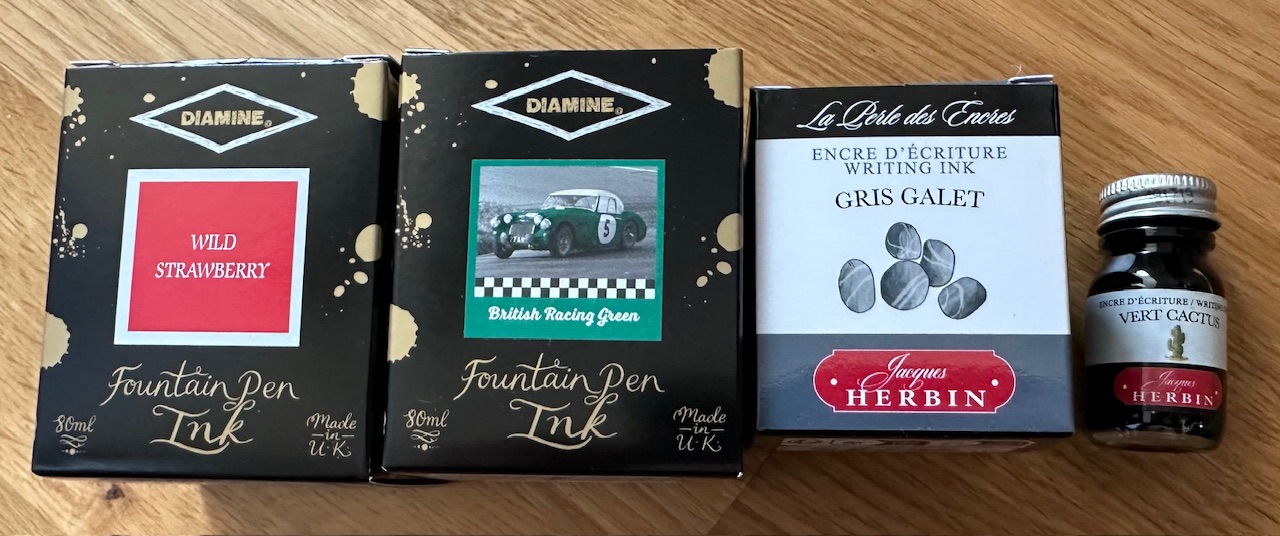 DIAMINE®
WILD
STRAWBERRY
Fountain Pen
Ink
80ml
Made
in
U.K.
DIAMINE®
5
British Racing Green
Fountain Pen
Ink
80ml
Made
in
U.K.
La Perle des Encres
ENCRE D'ÉCRITURE
WRITING INK
GRIS GALET
Jacques
HERBIN
ENCRE D'ÉCRITURE /
VERT CACTUS
Jacques
HERBIN